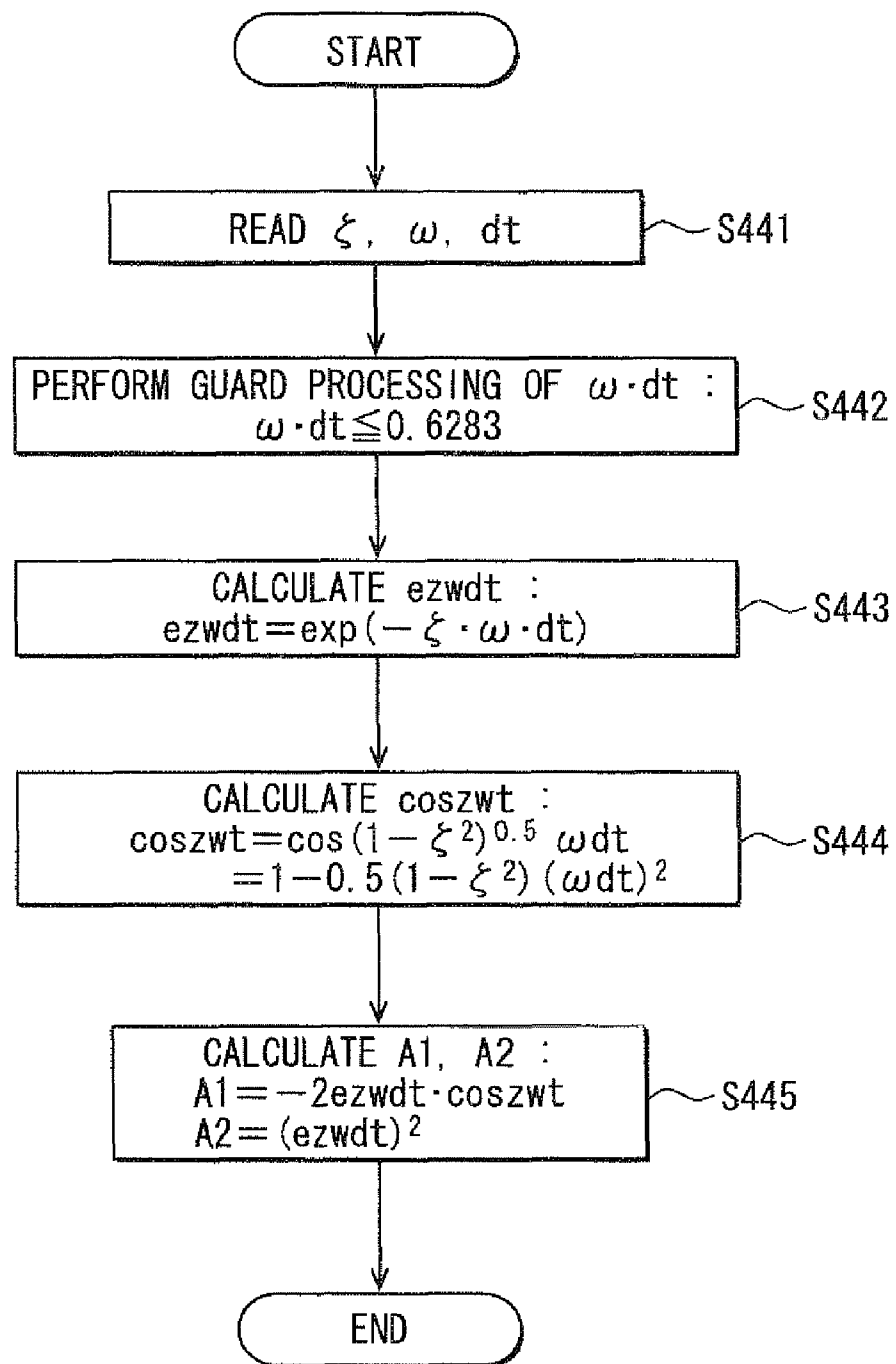 START
READ ζ, ω, dt
S441
PERFORM GUARD PROCESSING OF ω·dt :
ω·dt≦0.6283
S442
CALCULATE ezwdt :
ezwdt=exp(-ζ·ω·dt)
S443
CALCULATE coszwt :
coszwt=cos(1-ζ²)⁰·⁵ ωdt
=1-0.5(1-ζ²)(ωdt)²
S444
CALCULATE A1, A2 :
A1=-2ezwdt·coszwt
A2=(ezwdt)²
S445
END